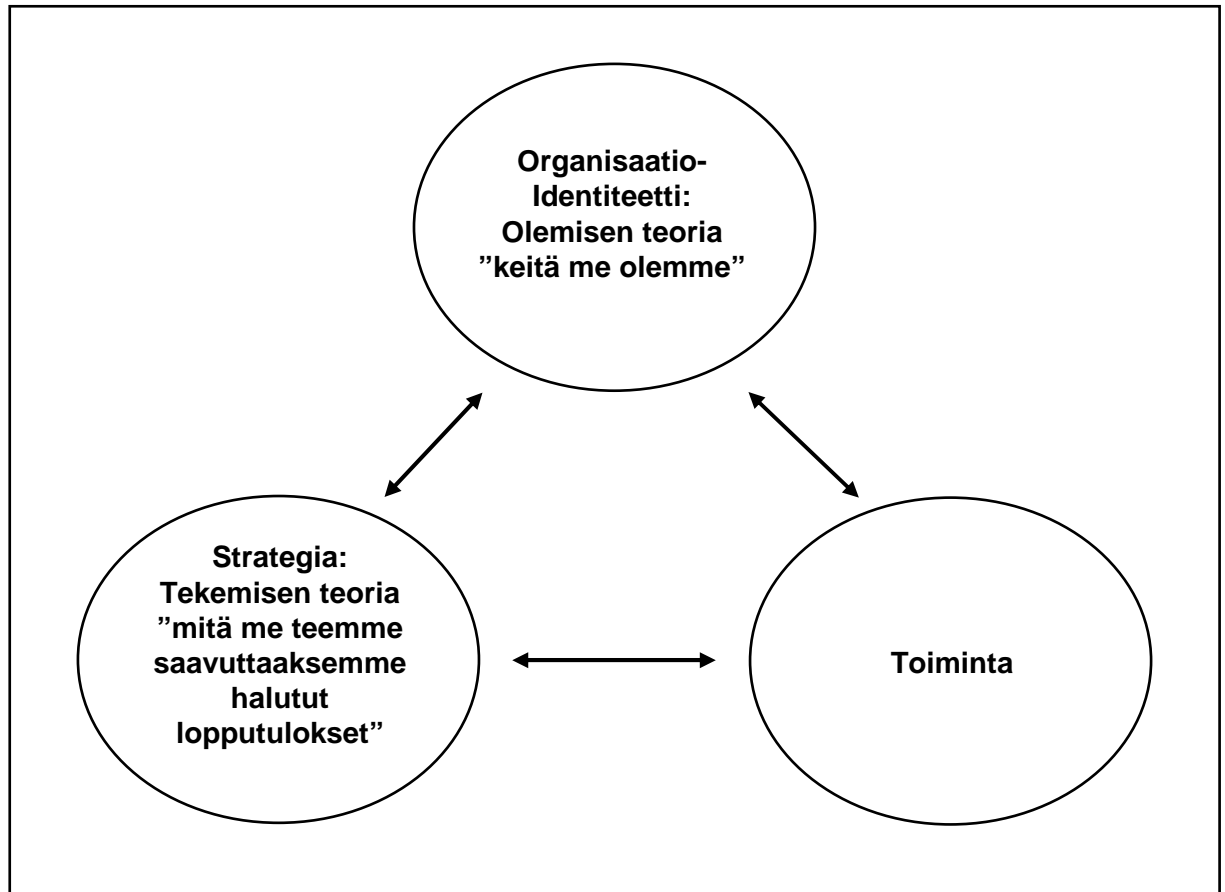 Organisaatio-
Identiteetti:
Olemisen teoria
”keitä me olemme”
Strategia:
Tekemisen teoria
”mitä me teemme
saavuttaaksemme
halutut
lopputulokset”
Toiminta